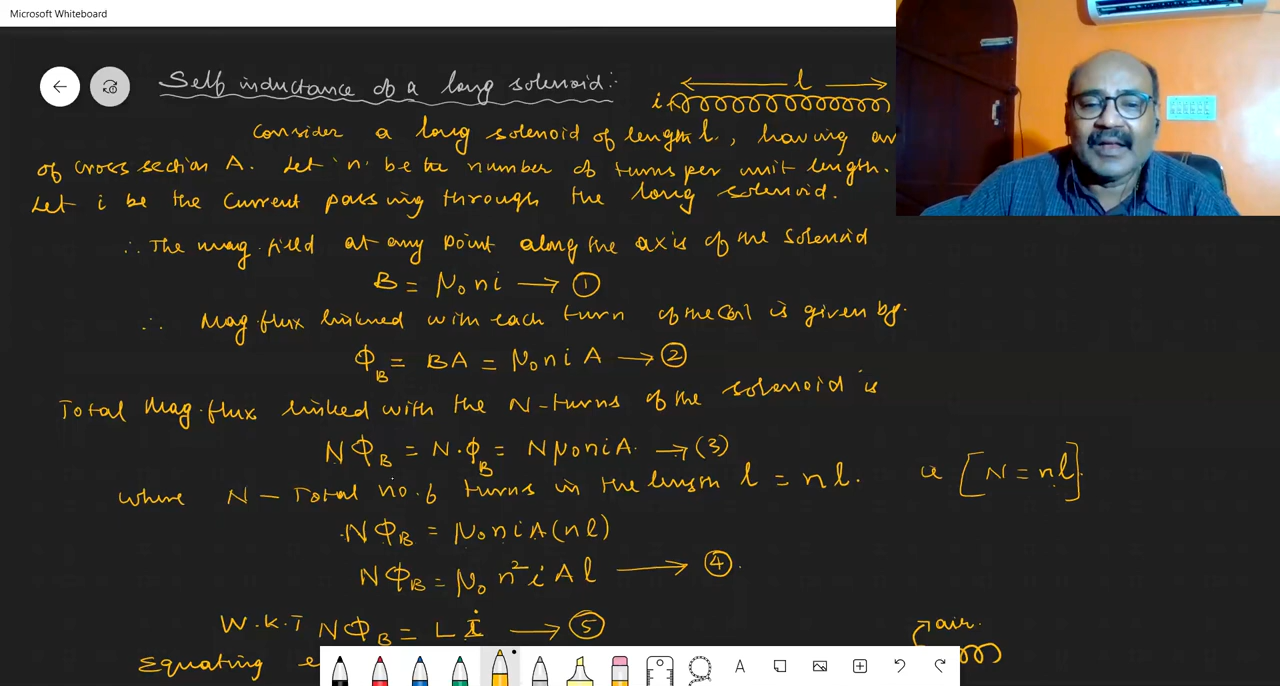 Microsoft Whiteboard
Self inductance of a long solenoid:
l
i
Consider a long solenoid of length l, having
of cross section A. Let 'n' be the number of turns per unit length.
Let i be the current passing through the long solenoid.
∴ The mag. field at any point along the axis of the solenoid
B = μ₀ni → ①
∴ Mag. flux linked with each turn of the coil is given by.
Φ_B = BA = μ₀niA → ②
Total Mag. flux linked with the N-turns of the solenoid is
NΦ_B = N·Φ_B = Nμ₀niA. → (3)
where N – Total no. of turns in the length l = nl. [N = nl].
NΦ_B = μ₀niA(nl)
NΦ_B = μ₀n²iAl → ④.
W.K.T NΦ_B = Li → ⑤
air.
Equating
A